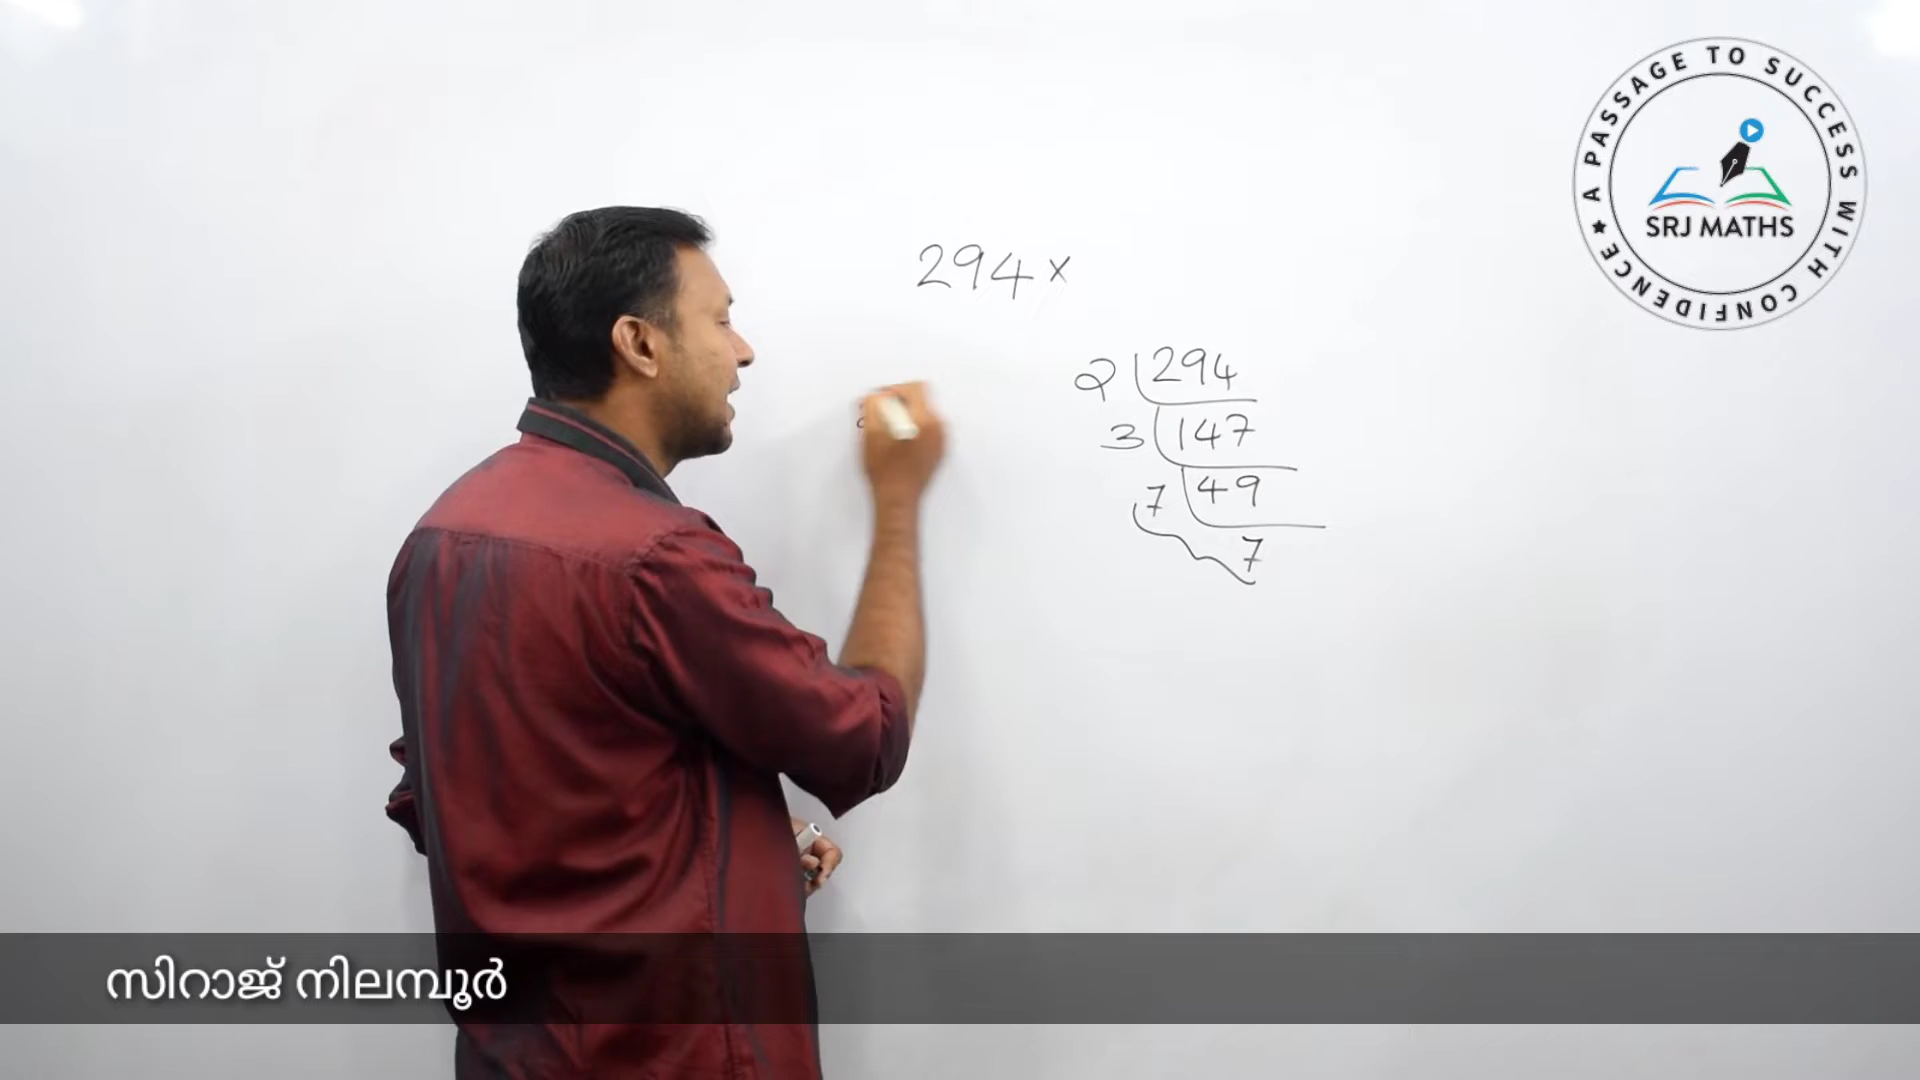 A PASSAGE TO SUCCESS WITH CONFIDENCE ★
SRJ MATHS
294 ×
2 | 294
3 | 147
7 | 49
7
സിറാജ് നിലമ്പൂർ